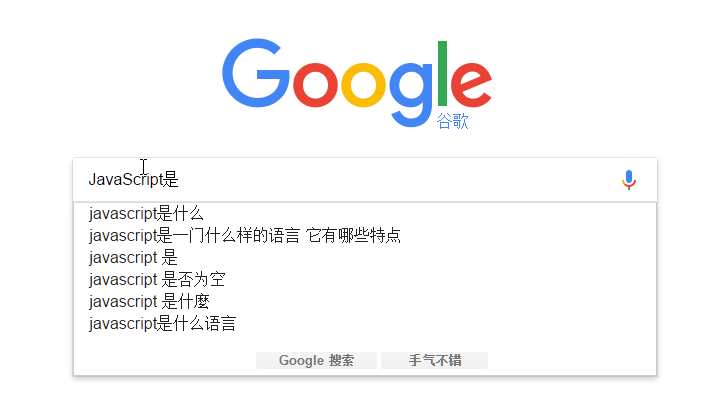 Google
谷歌
JavaScript是
javascript是什么
javascript是一门什么样的语言 它有哪些特点
javascript 是
javascript 是否为空
javascript 是什麼
javascript是什么语言
Google 搜索 手气不错